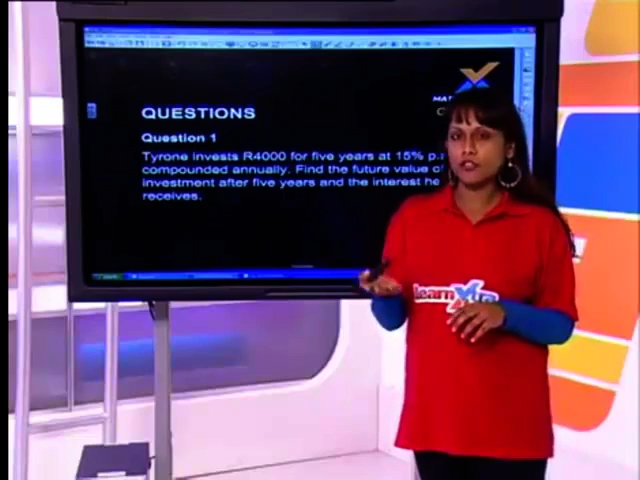 QUESTIONS
Question 1
Tyrone invests R4000 for five years at 15%
compounded annually. Find the future value
investment after five years and the interest
receives.
learn